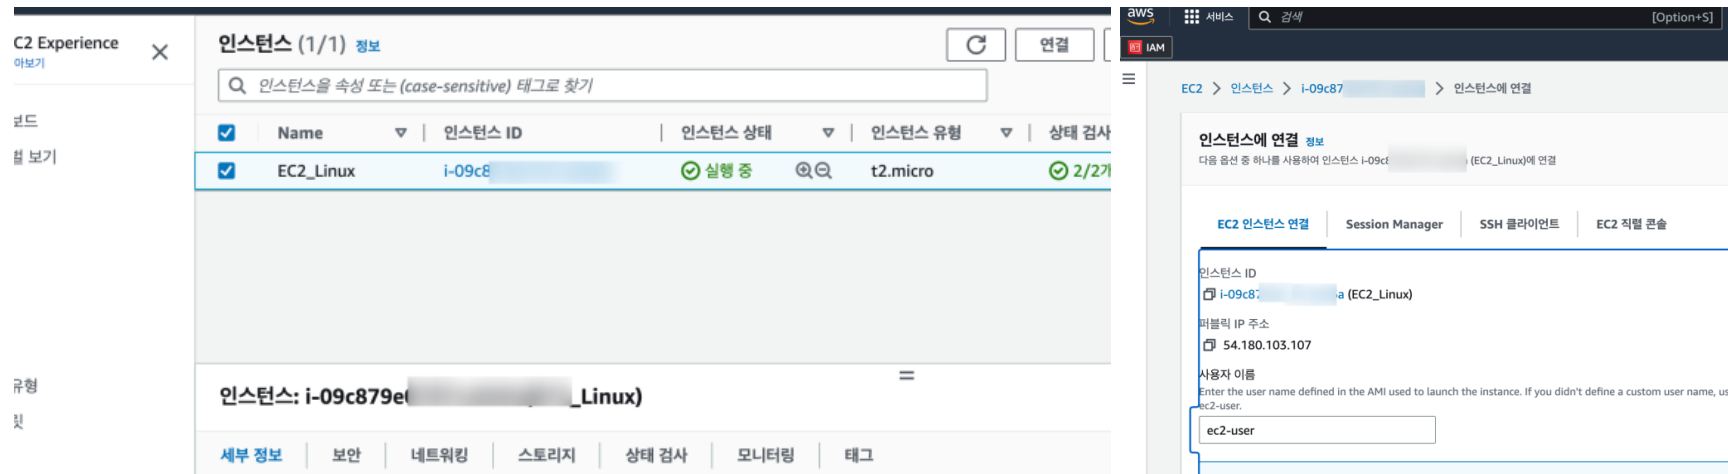 C2 Experience
아보기
보드
벌 보기
유형
릿
인스턴스 (1/1) 정보
연결
인스턴스을 속성 또는 (case-sensitive) 태그로 찾기
Name 인스턴스 ID 인스턴스 상태 인스턴스 유형 상태 검사
EC2_Linux i-09c8 실행 중 t2.micro 2/2개
인스턴스: i-09c879e _Linux)
세부 정보 보안 네트워킹 스토리지 상태 검사 모니터링 태그
aws 서비스 검색 [Option+S]
IAM
EC2 > 인스턴스 > i-09c87 > 인스턴스에 연결
인스턴스에 연결 정보
다음 옵션 중 하나를 사용하여 인스턴스 i-09c8 (EC2_Linux)에 연결
EC2 인스턴스 연결 Session Manager SSH 클라이언트 EC2 직렬 콘솔
인스턴스 ID
i-09c87 a (EC2_Linux)
퍼블릭 IP 주소
54.180.103.107
사용자 이름
Enter the user name defined in the AMI used to launch the instance. If you didn't define a custom user name, us
ec2-user.
ec2-user